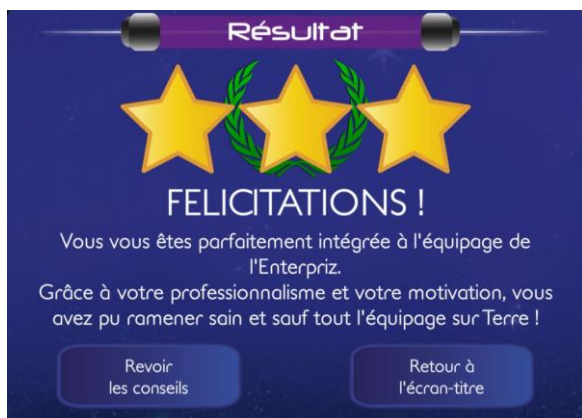 Résultat
FELICITATIONS !
Vous vous êtes parfaitement intégrée à l'équipage de
l'Enterpriz.
Grâce à votre professionnalisme et votre motivation, vous
avez pu ramener sain et sauf tout l'équipage sur Terre !
Revoir
les conseils
Retour à
l'écran-titre